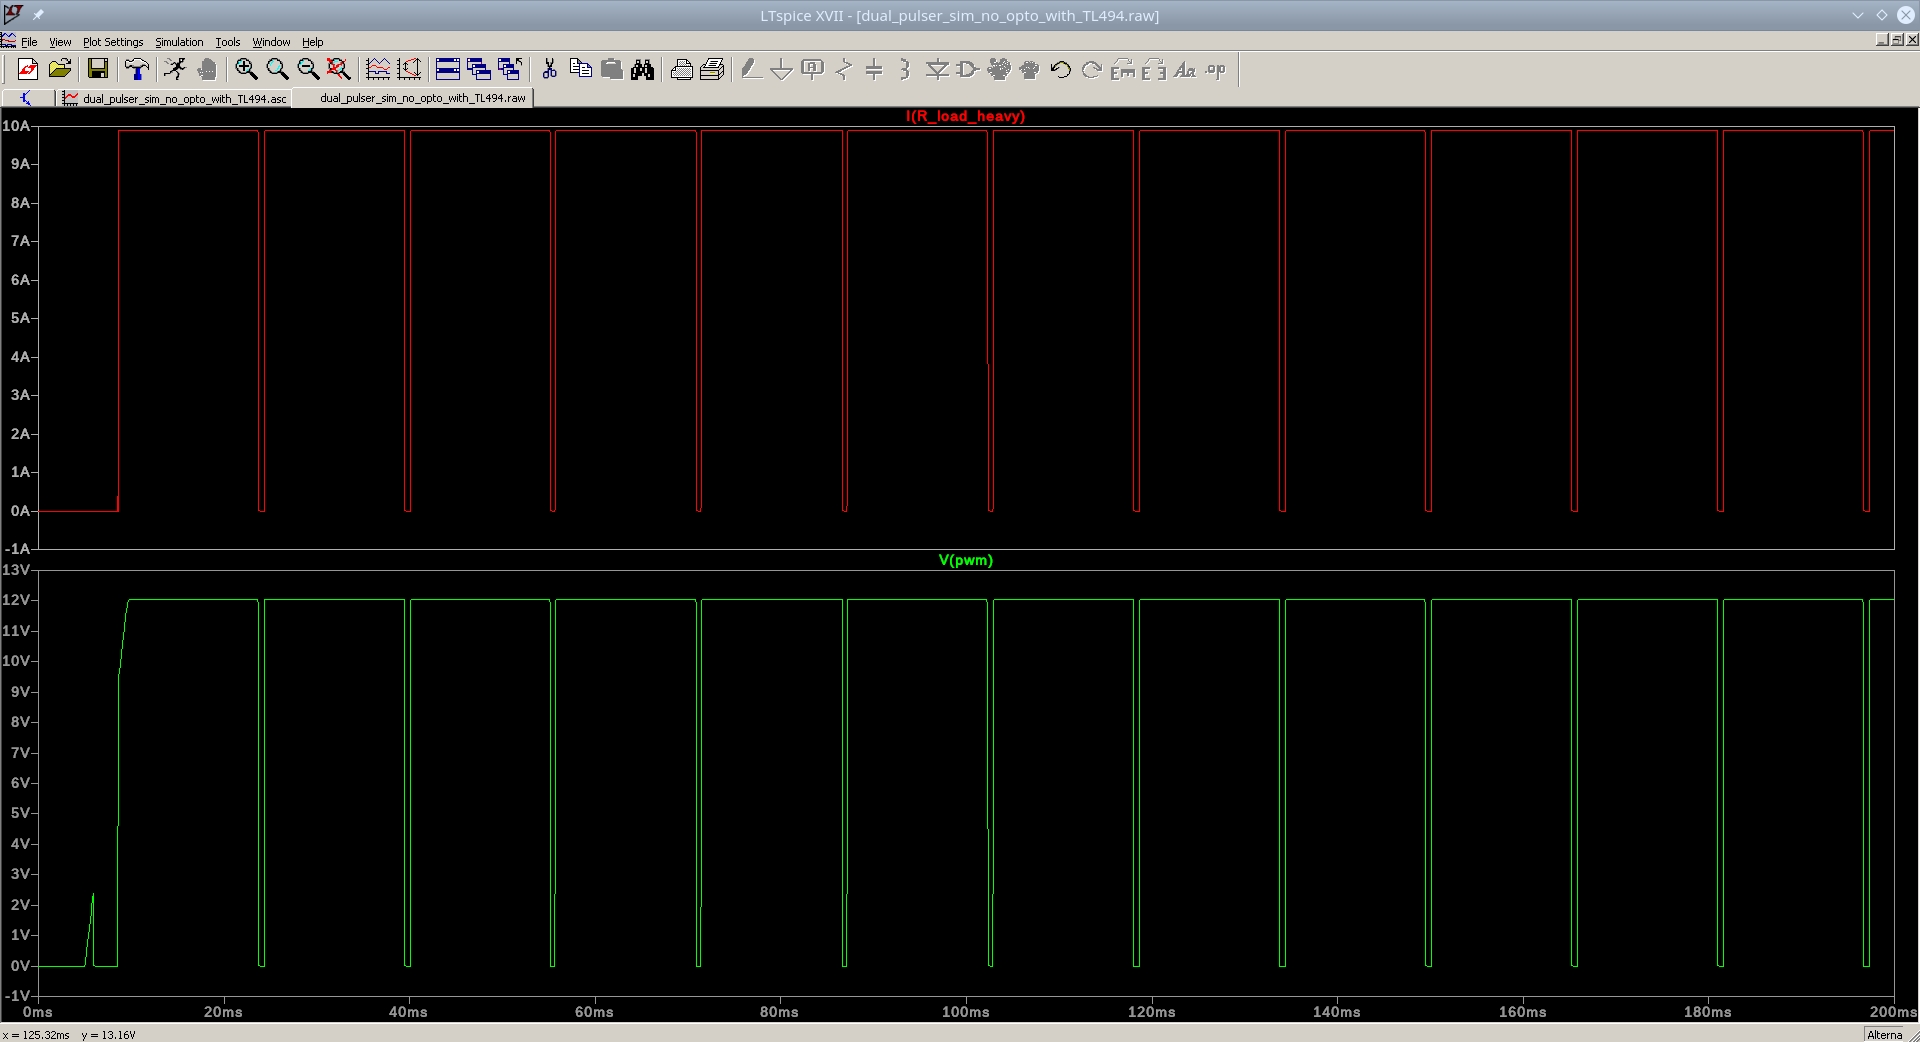 LTspice XVII - [dual_pulser_sim_no_opto_with_TL494.raw]
File View Plot Settings Simulation Tools Window Help
dual_pulser_sim_no_opto_with_TL494.asc dual_pulser_sim_no_opto_with_TL494.raw
I(R_load_heavy)
10A
9A
8A
7A
6A
5A
4A
3A
2A
1A
0A
-1A
V(pwm)
13V
12V
11V
10V
9V
8V
7V
6V
5V
4V
3V
2V
1V
0V
-1V
0ms 20ms 40ms 60ms 80ms 100ms 120ms 140ms 160ms 180ms 200ms
x = 125.32ms y = 13.16V Alterna